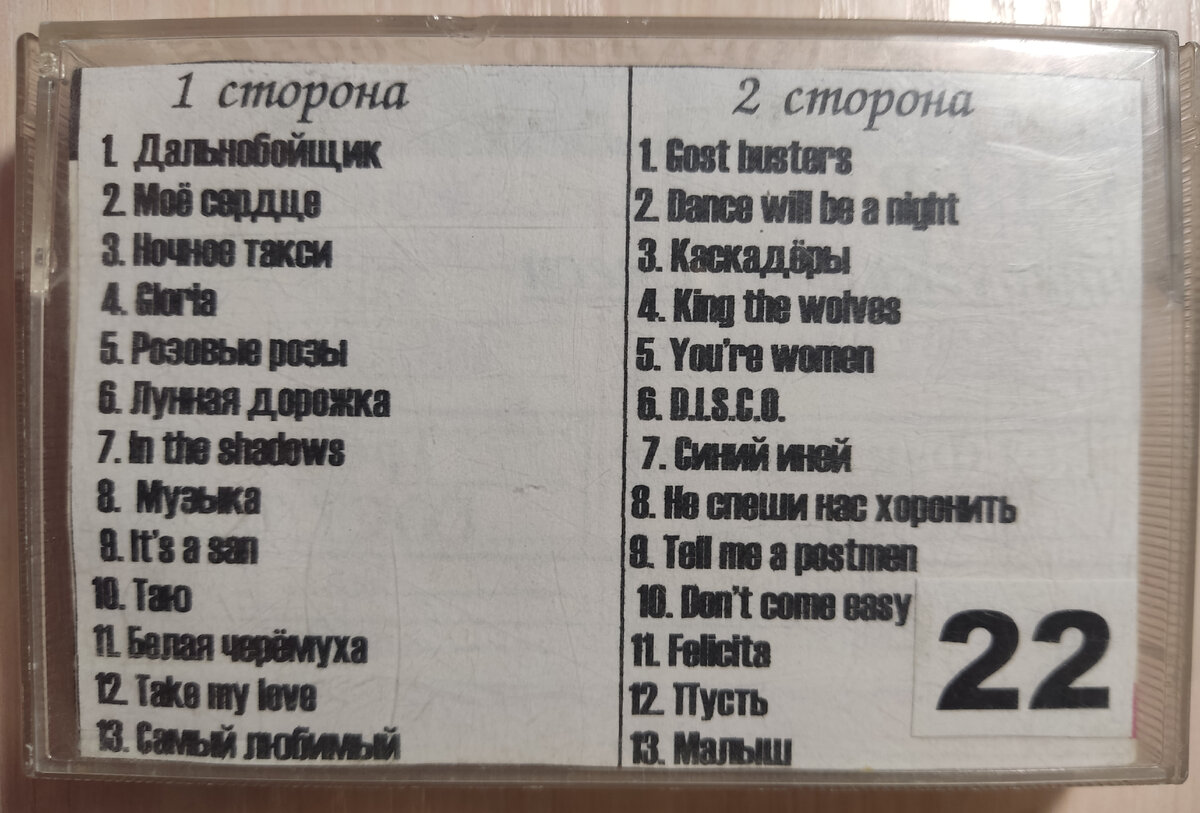 1 сторона
1. Дальнобойщик
2. Моё сердце
3. Ночное такси
4. Gloria
5. Розовые розы
6. Лунная дорожка
7. In the shadows
8. Музыка
9. It's a san
10. Таю
11. Белая черёмуха
12. Take my love
13. Самый любимый
2 сторона
1. Gost busters
2. Dance will be a night
3. Каскадёры
4. King the wolves
5. You're women
6. D.I.S.C.O.
7. Синий иней
8. Не спеши нас хоронить
9. Tell me a postmen
10. Don't come easy
11. Felicita
12. Пусть
13. Малыш
22